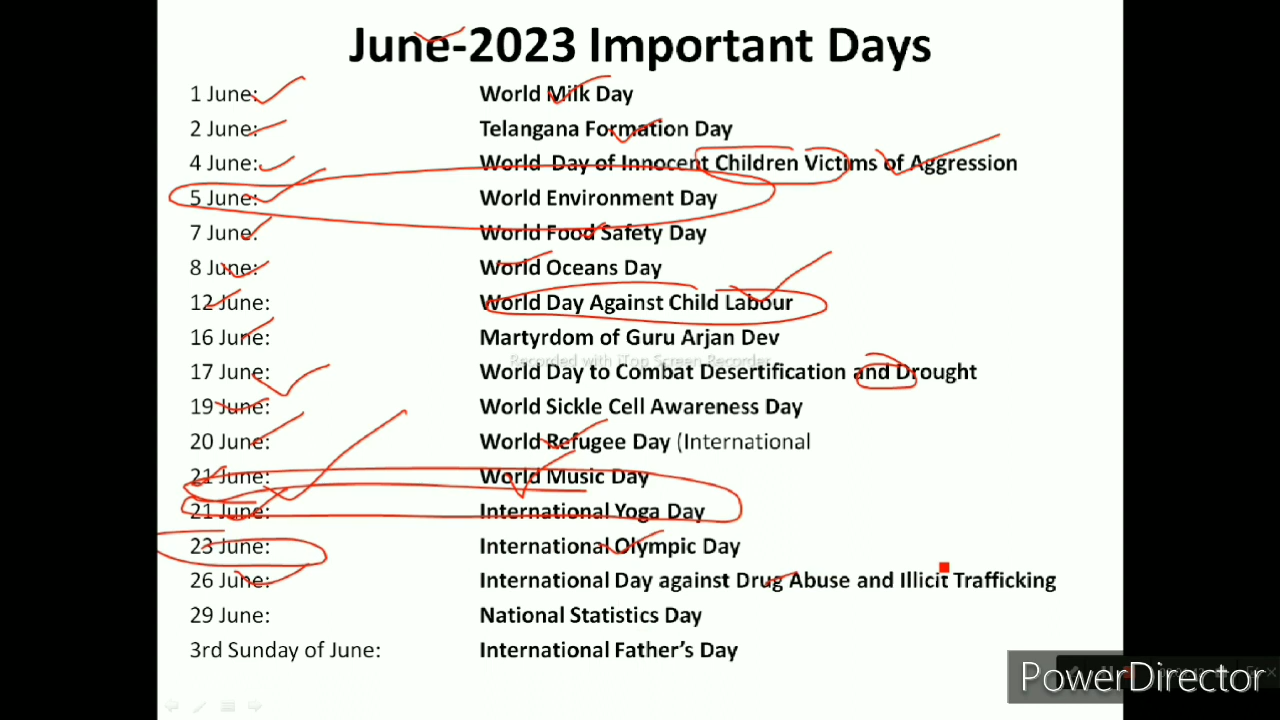 June-2023 Important Days
1 June: World Milk Day
2 June: Telangana Formation Day
4 June: World Day of Innocent Children Victims of Aggression
5 June: World Environment Day
7 June: World Food Safety Day
8 June: World Oceans Day
12 June: World Day Against Child Labour
16 June: Martyrdom of Guru Arjan Dev
Recorded with iTop Screen Recorder
17 June: World Day to Combat Desertification and Drought
19 June: World Sickle Cell Awareness Day
20 June: World Refugee Day (International
21 June: World Music Day
21 June: International Yoga Day
23 June: International Olympic Day
26 June: International Day against Drug Abuse and Illicit Trafficking
29 June: National Statistics Day
3rd Sunday of June: International Father's Day
PowerDirector